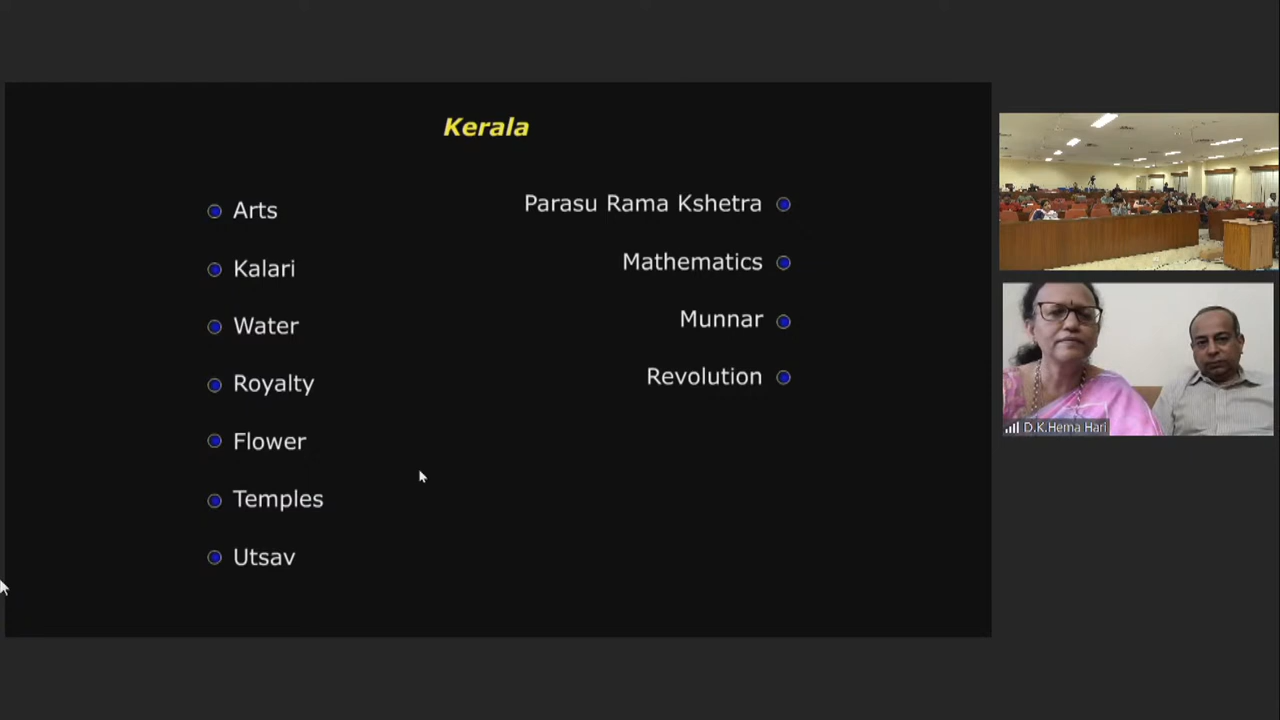 Kerala
Arts
Kalari
Water
Royalty
Flower
Temples
Utsav
Parasu Rama Kshetra
Mathematics
Munnar
Revolution
D.K.Hema Hari